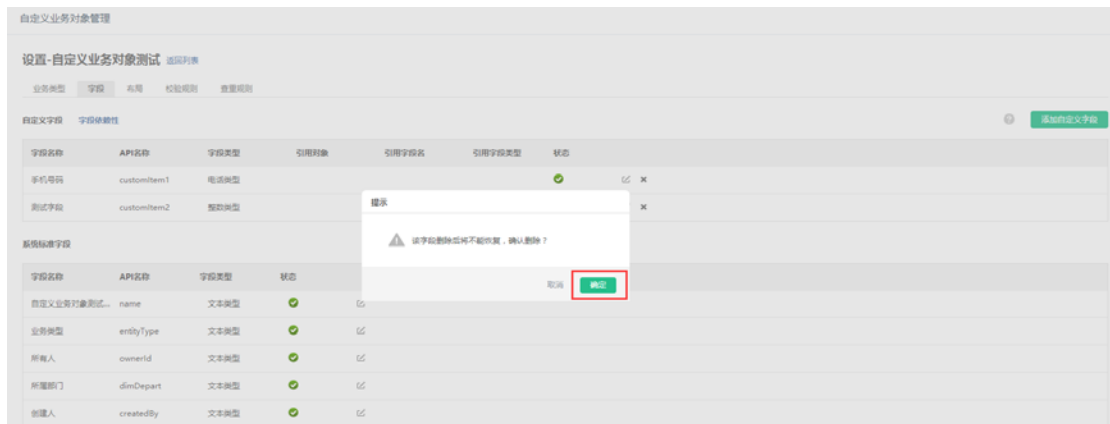 自定义业务对象管理
设置-自定义业务对象测试 返回列表
业务类型 字段 布局 校验规则 查重规则
自定义字段 字段依赖性 添加自定义字段
字段名称 API名称 字段类型 引用对象 引用字段名 引用字段类型 状态
手机号码 customItem1 电话类型
测试字段 customItem2 整数类型
提示
该字段删除后将不能恢复，确认删除？
取消 确定
系统标准字段
字段名称 API名称 字段类型 状态
自定义业务对象测试... name 文本类型
业务类型 entityType 文本类型
所有人 ownerId 文本类型
所属部门 dimDepart 文本类型
创建人 createdBy 文本类型